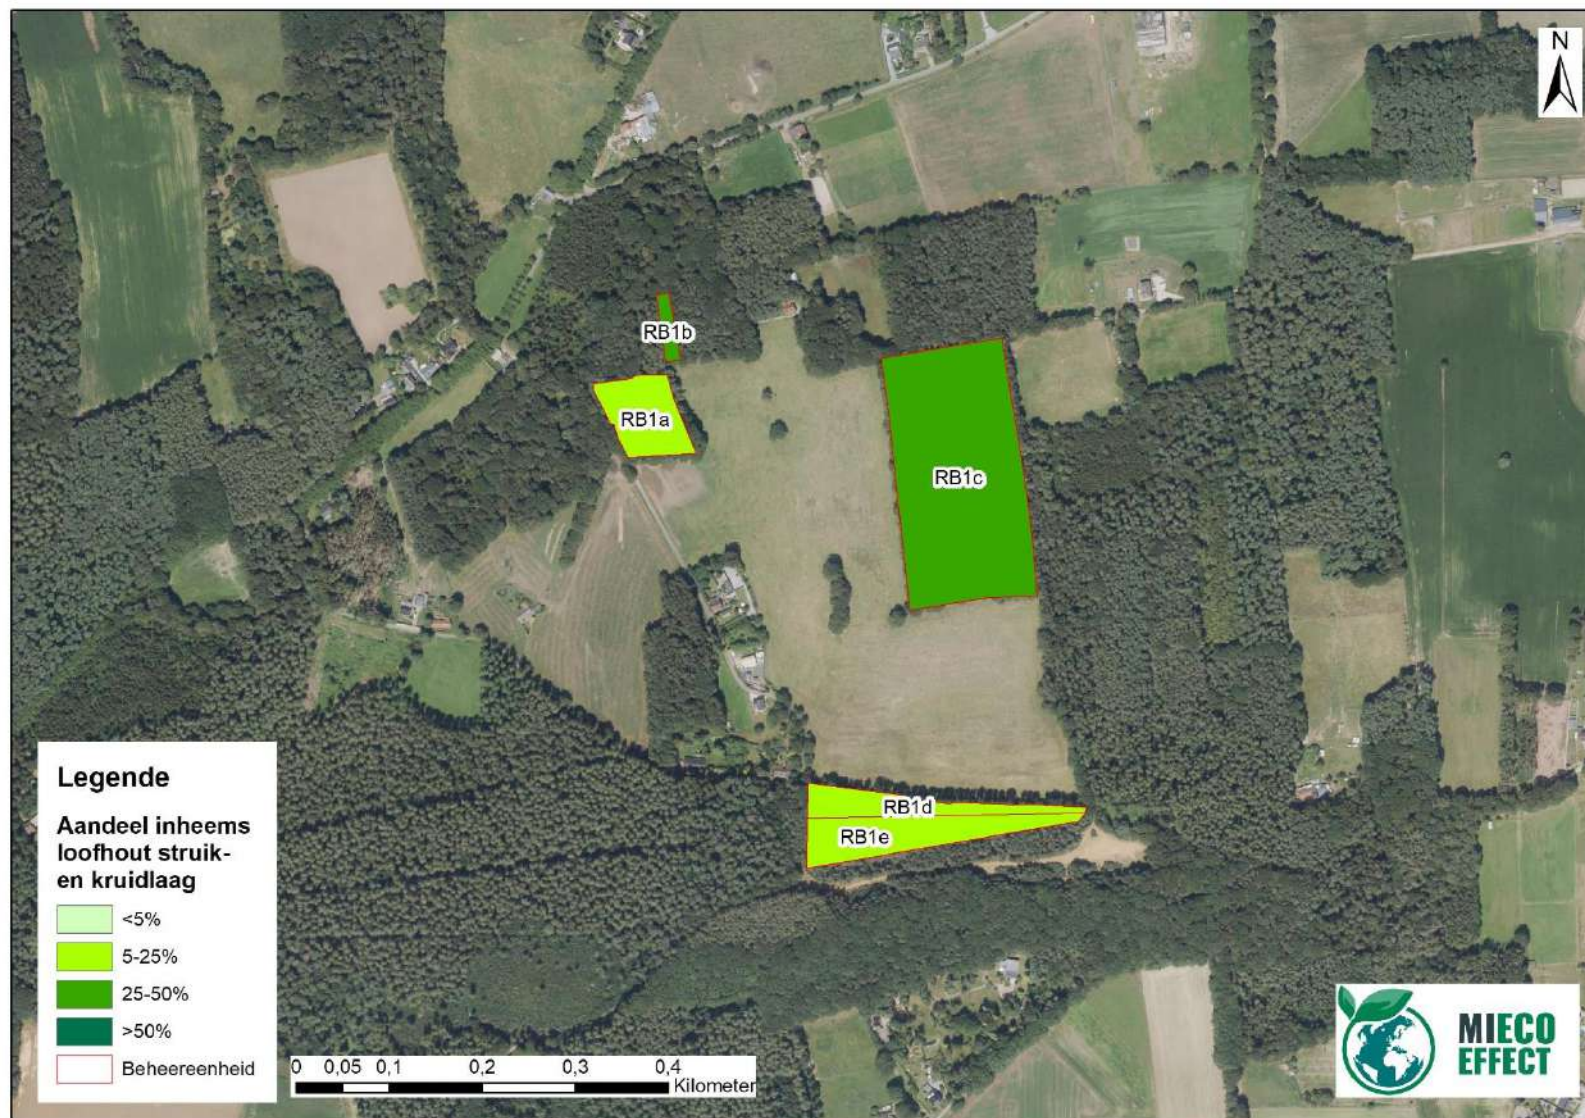 N
RB1b
RB1a
RB1c
RB1d
RB1e
Legende
Aandeel inheems
loofhout struik-
en kruidlaag
<5%
5-25%
25-50%
>50%
Beheereenheid
0 0,05 0,1 0,2 0,3 0,4
Kilometer
MIECO
EFFECT